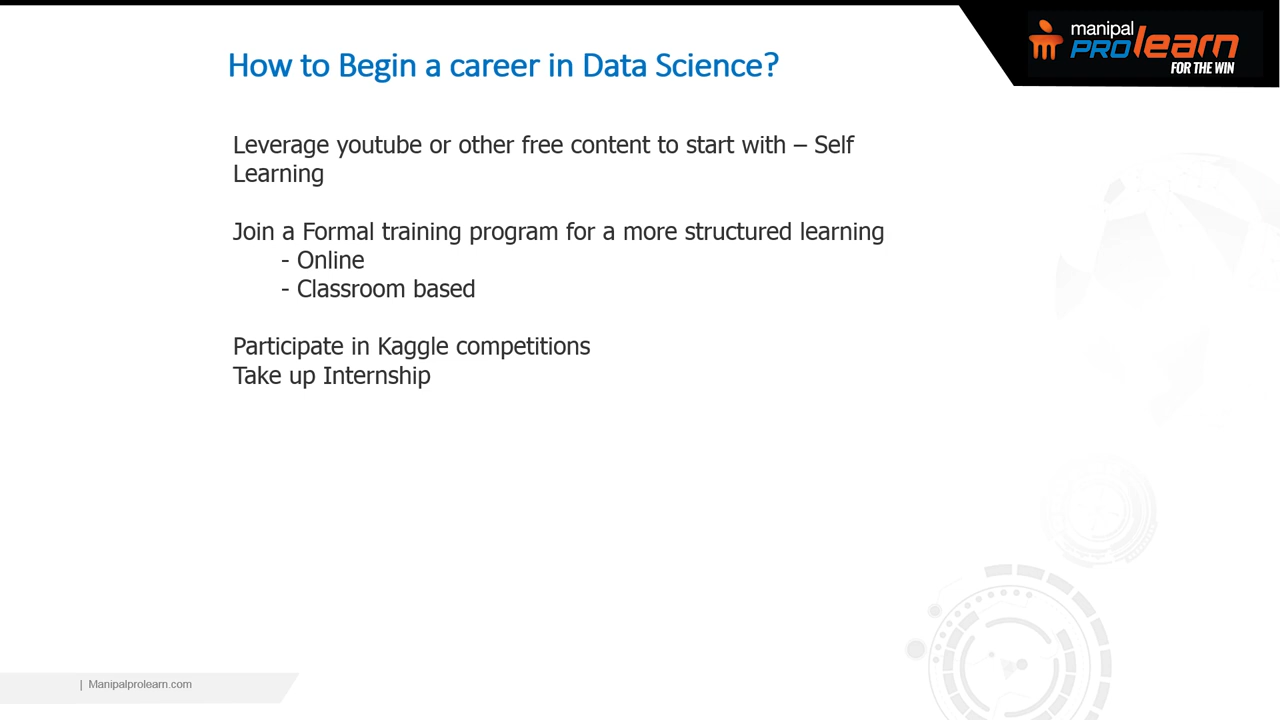 manipal
PROlearn
FOR THE WIN
How to Begin a career in Data Science?
Leverage youtube or other free content to start with – Self
Learning
Join a Formal training program for a more structured learning
- Online
- Classroom based
Participate in Kaggle competitions
Take up Internship
| Manipalprolearn.com